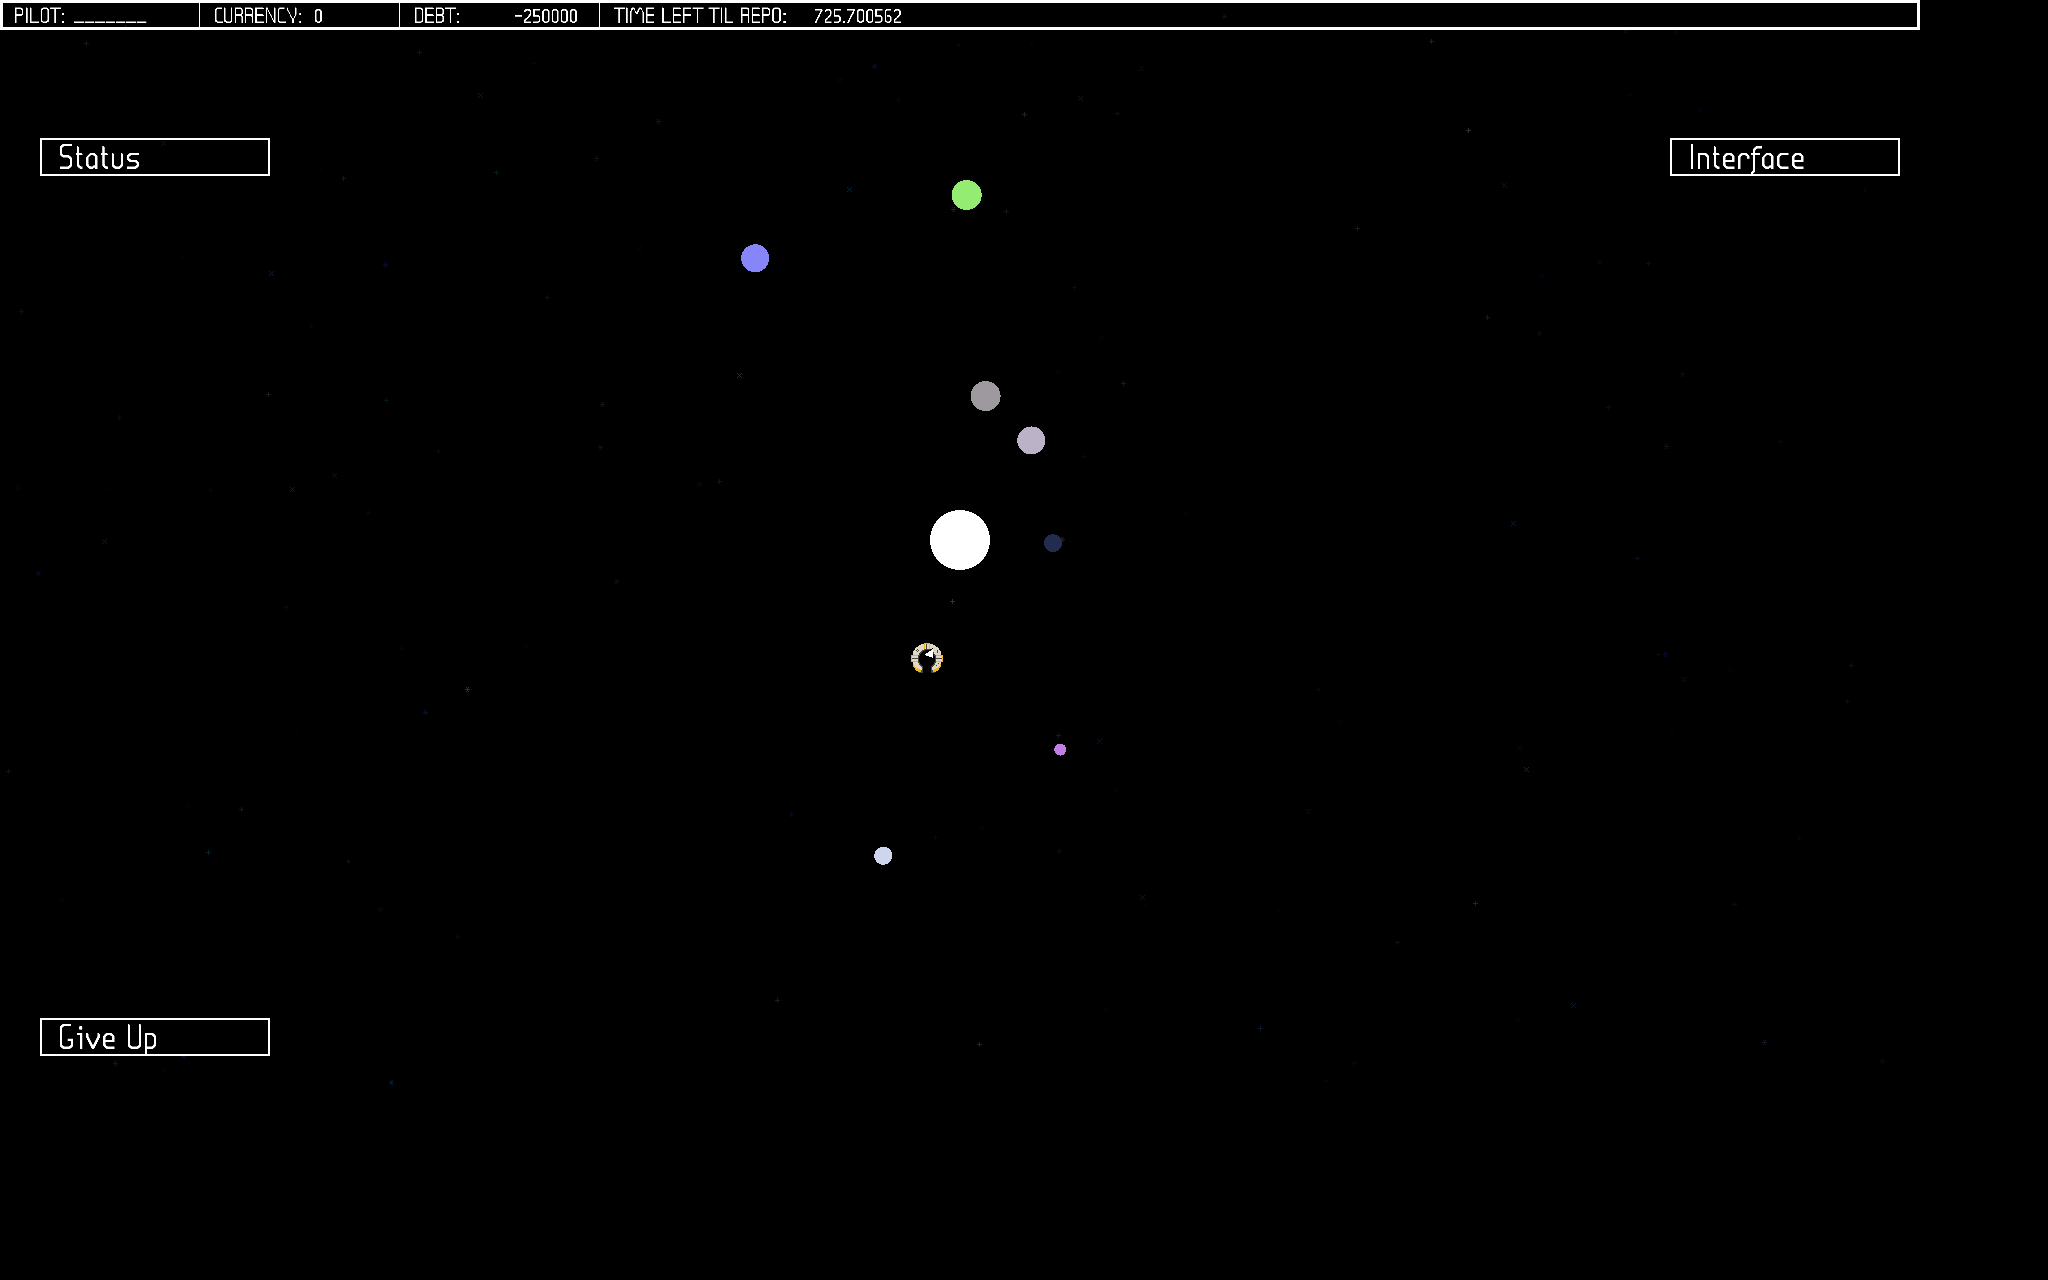 PILOT: _______ CURRENCY: 0 DEBT: -250000 TIME LEFT TIL REPO: 725.700562
Status
Interface
Give Up